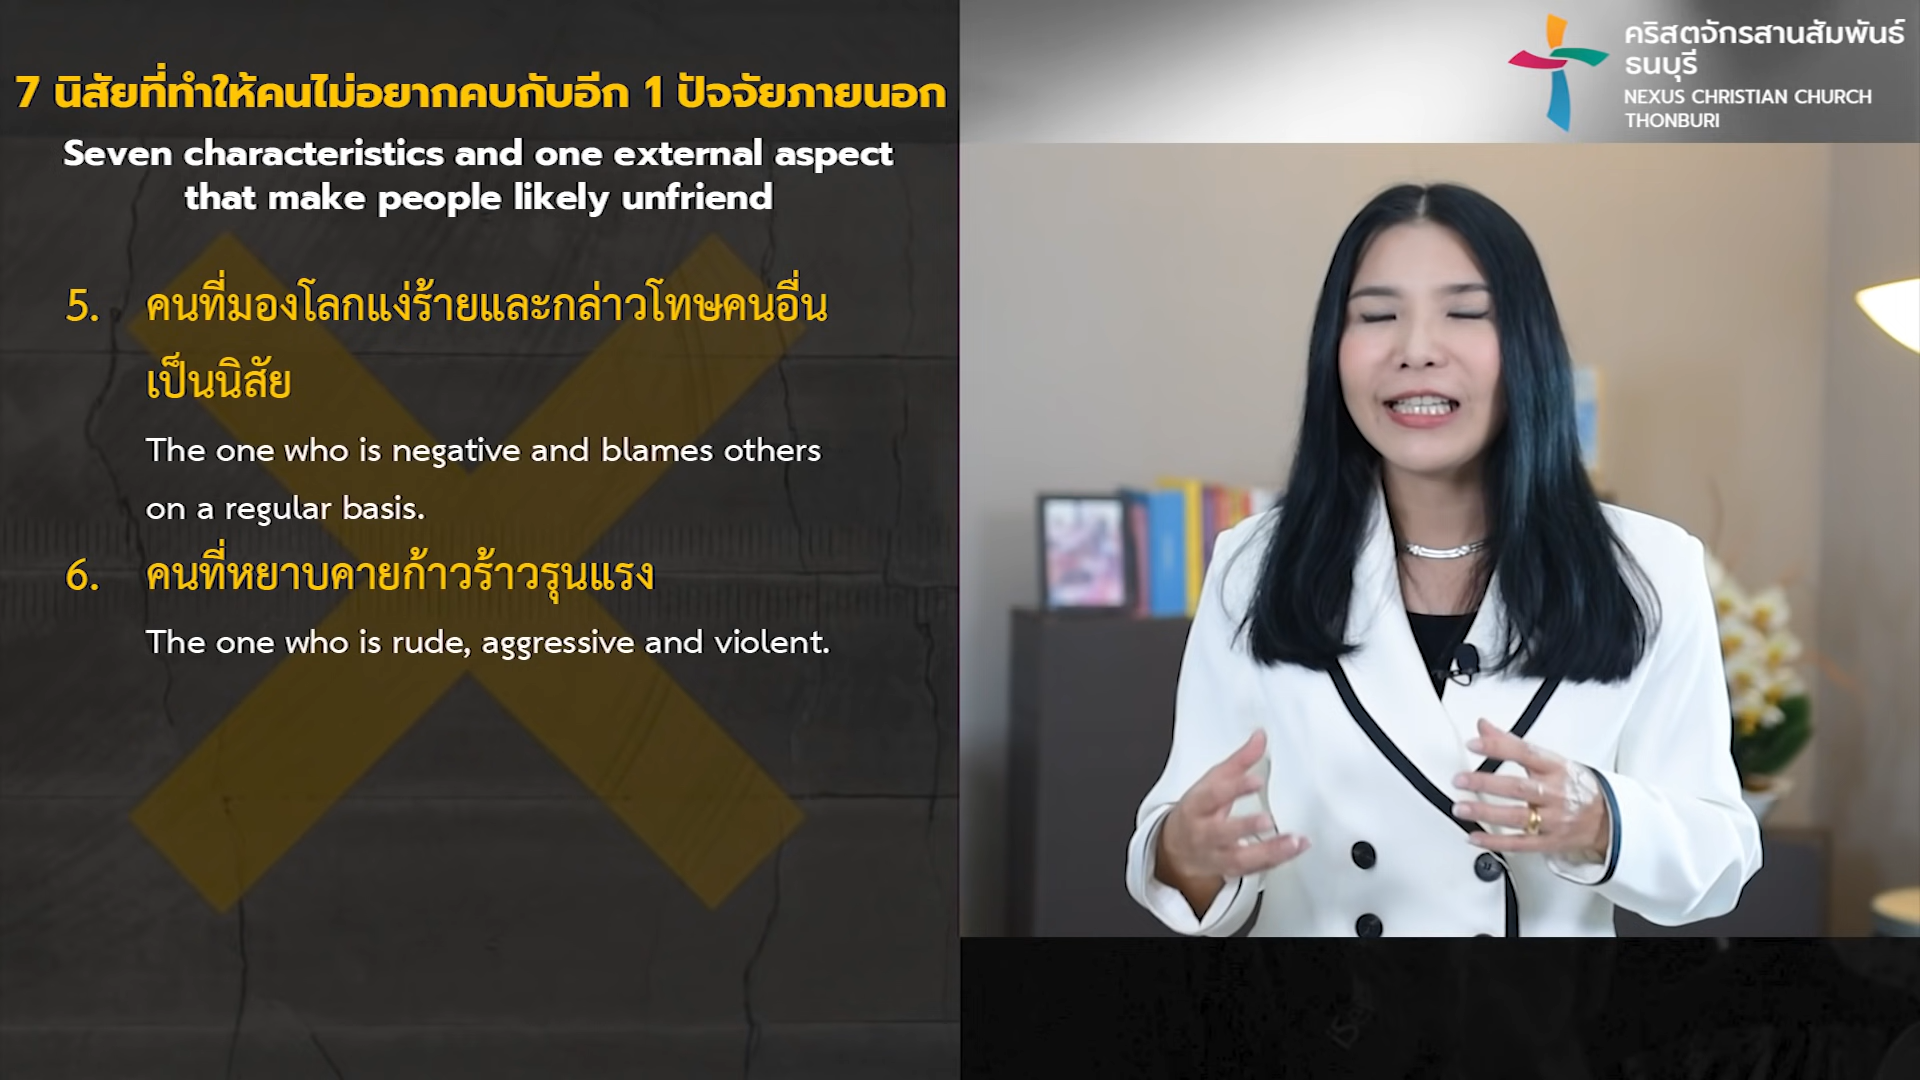 7 นิสัยที่ทำให้คนไม่อยากคบกับอีก 1 ปัจจัยภายนอก
Seven characteristics and one external aspect
that make people likely unfriend
5. คนที่มองโลกแง่ร้ายและกล่าวโทษคนอื่น
เป็นนิสัย
The one who is negative and blames others
on a regular basis.
6. คนที่หยาบคายก้าวร้าวรุนแรง
The one who is rude, aggressive and violent.
คริสตจักรสานสัมพันธ์
ธนบุรี
NEXUS CHRISTIAN CHURCH
THONBURI